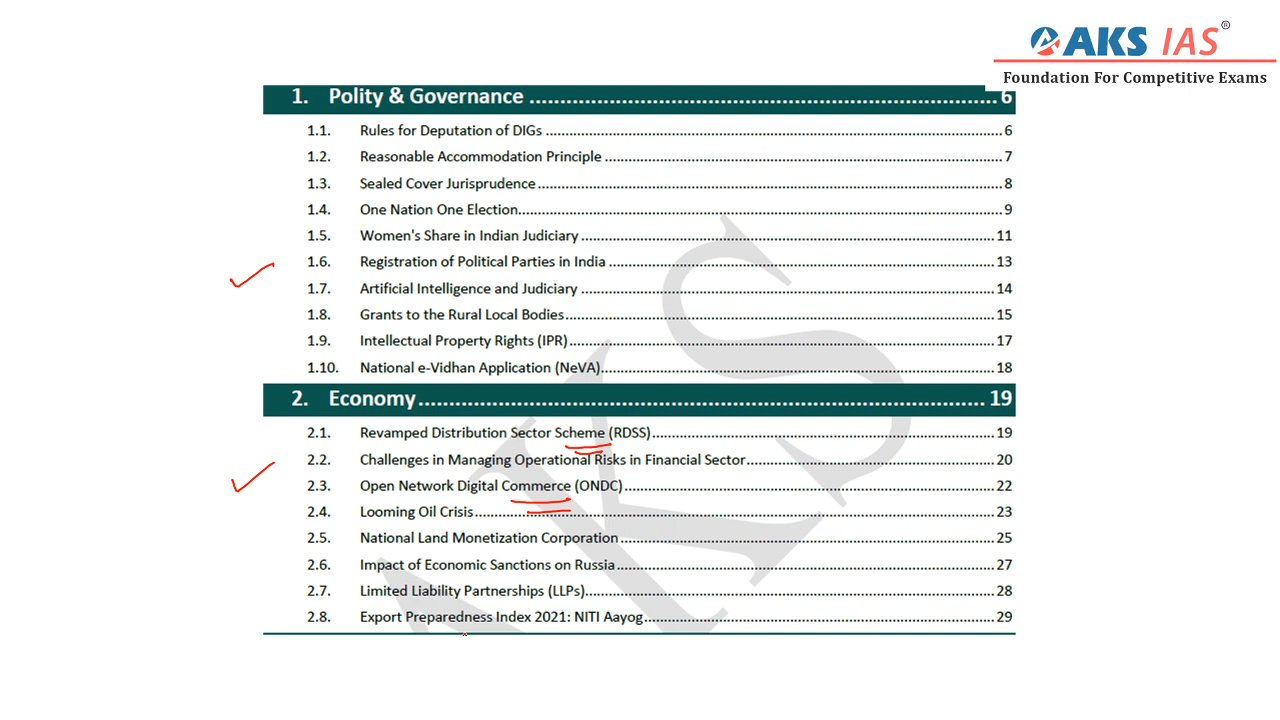 AKS IAS®
Foundation For Competitive Exams
1. Polity & Governance ........................................................................ 6
1.1. Rules for Deputation of DIGs ........................................................................ 6
1.2. Reasonable Accommodation Principle ........................................................................ 7
1.3. Sealed Cover Jurisprudence ........................................................................ 8
1.4. One Nation One Election ........................................................................ 9
1.5. Women's Share in Indian Judiciary ........................................................................ 11
1.6. Registration of Political Parties in India ........................................................................ 13
1.7. Artificial Intelligence and Judiciary ........................................................................ 14
1.8. Grants to the Rural Local Bodies ........................................................................ 15
1.9. Intellectual Property Rights (IPR) ........................................................................ 17
1.10. National e-Vidhan Application (NeVA) ........................................................................ 18
2. Economy ........................................................................ 19
2.1. Revamped Distribution Sector Scheme (RDSS) ........................................................................ 19
2.2. Challenges in Managing Operational Risks in Financial Sector ........................................................................ 20
2.3. Open Network Digital Commerce (ONDC) ........................................................................ 22
2.4. Looming Oil Crisis ........................................................................ 23
2.5. National Land Monetization Corporation ........................................................................ 25
2.6. Impact of Economic Sanctions on Russia ........................................................................ 27
2.7. Limited Liability Partnerships (LLPs) ........................................................................ 28
2.8. Export Preparedness Index 2021: NITI Aayog ........................................................................ 29
AKS